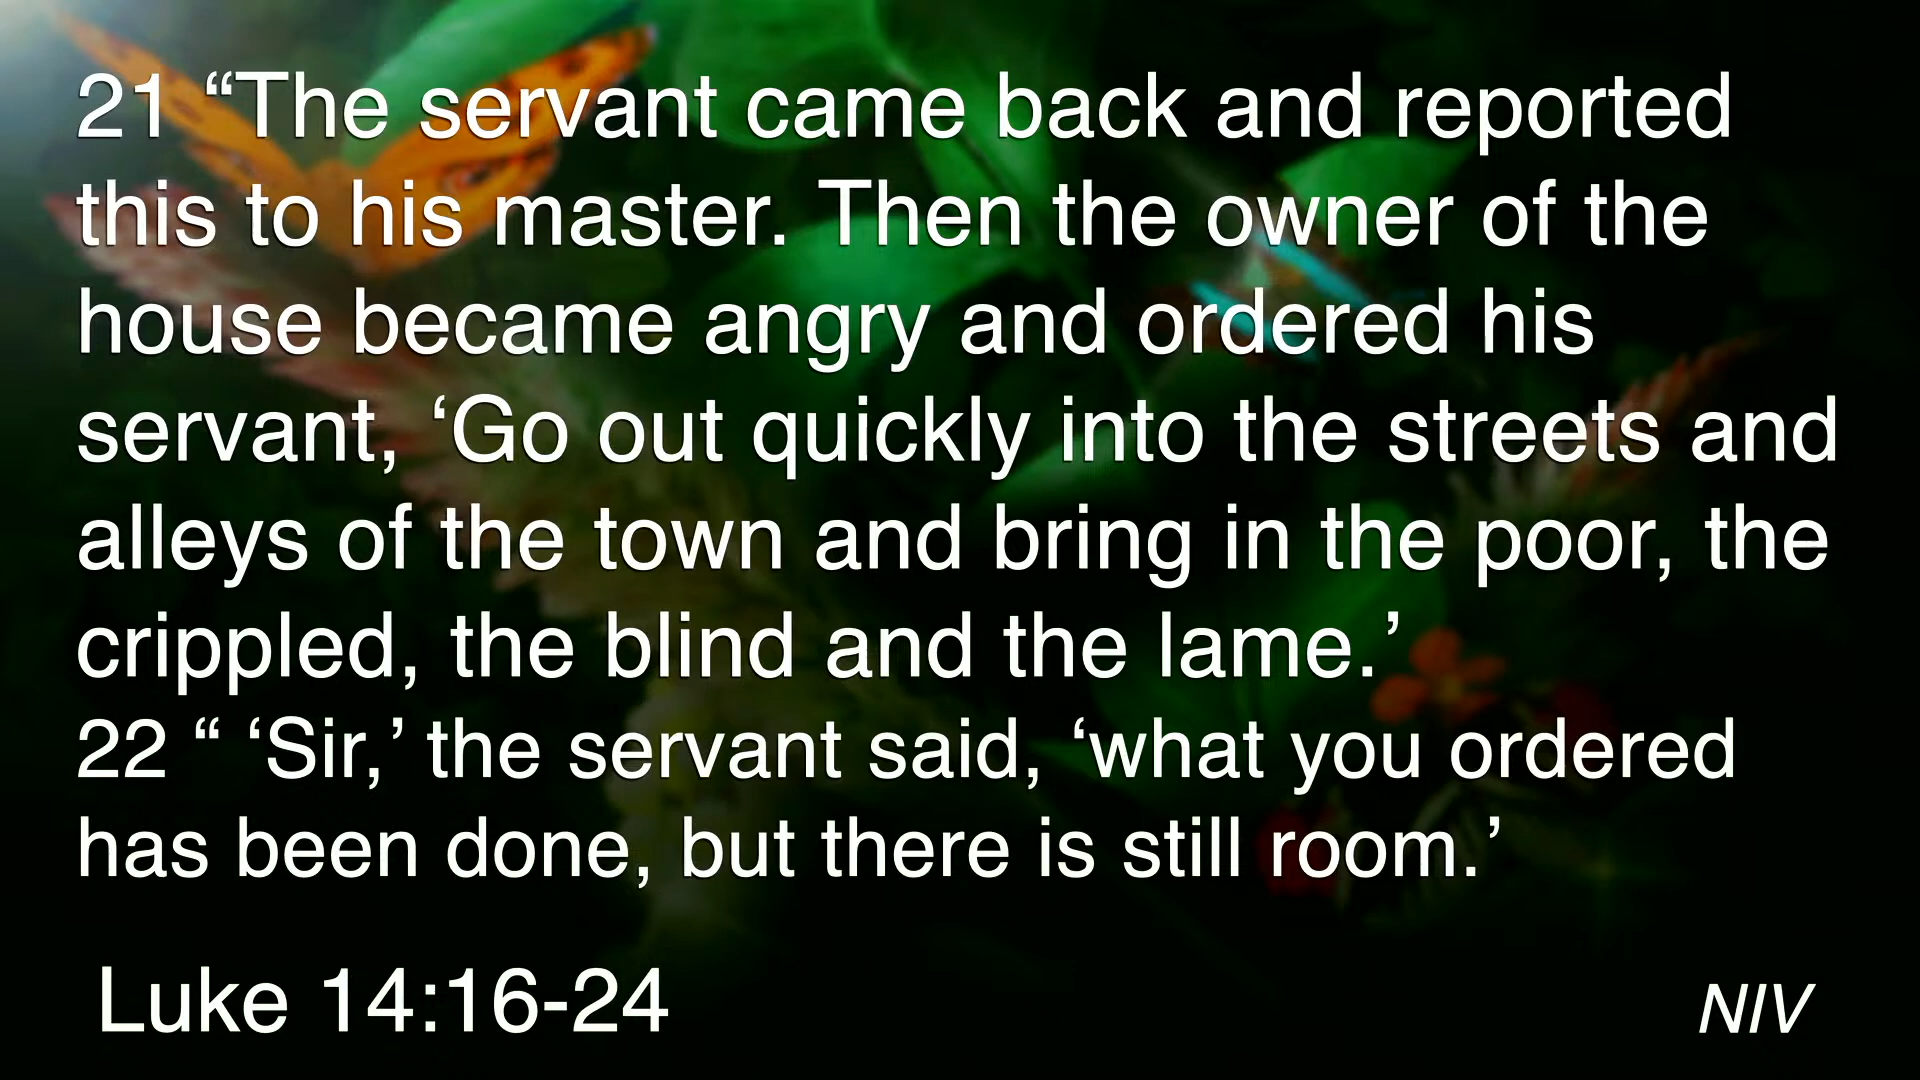 21 “The servant came back and reported
this to his master. Then the owner of the
house became angry and ordered his
servant, ‘Go out quickly into the streets and
alleys of the town and bring in the poor, the
crippled, the blind and the lame.’
22 “ ‘Sir,’ the servant said, ‘what you ordered
has been done, but there is still room.’
Luke 14:16-24
NIV